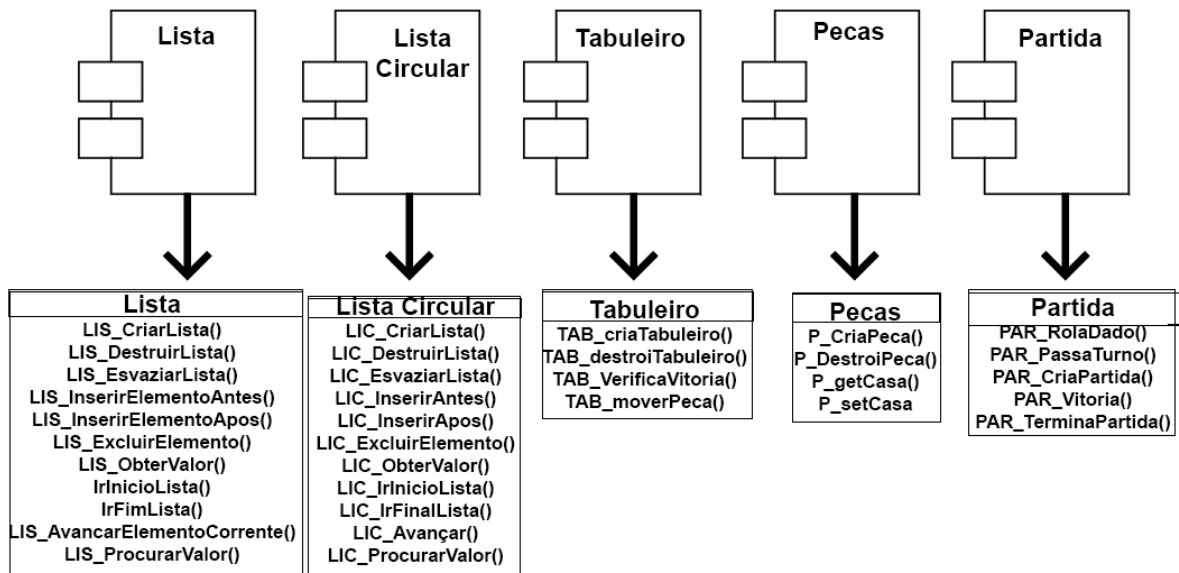 Lista
Lista
Circular
Tabuleiro
Pecas
Partida
Lista
LIS_CriarLista()
LIS_DestruirLista()
LIS_EsvaziarLista()
LIS_InserirElementoAntes()
LIS_InserirElementoApos()
LIS_ExcluirElemento()
LIS_ObterValor()
IrInicioLista()
IrFimLista()
LIS_AvancarElementoCorrente()
LIS_ProcurarValor()
Lista Circular
LIC_CriarLista()
LIC_DestruirLista()
LIC_EsvaziarLista()
LIC_InserirAntes()
LIC_InserirApos()
LIC_ExcluirElemento()
LIC_ObterValor()
LIC_IrInicioLista()
LIC_IrFinalLista()
LIC_Avançar()
LIC_ProcurarValor()
Tabuleiro
TAB_criaTabuleiro()
TAB_destroiTabuleiro()
TAB_VerificaVitoria()
TAB_moverPeca()
Pecas
P_CriaPeca()
P_DestroiPeca()
P_getCasa()
P_setCasa
Partida
PAR_RolaDado()
PAR_PassaTurno()
PAR_CriaPartida()
PAR_Vitoria()
PAR_TerminaPartida()